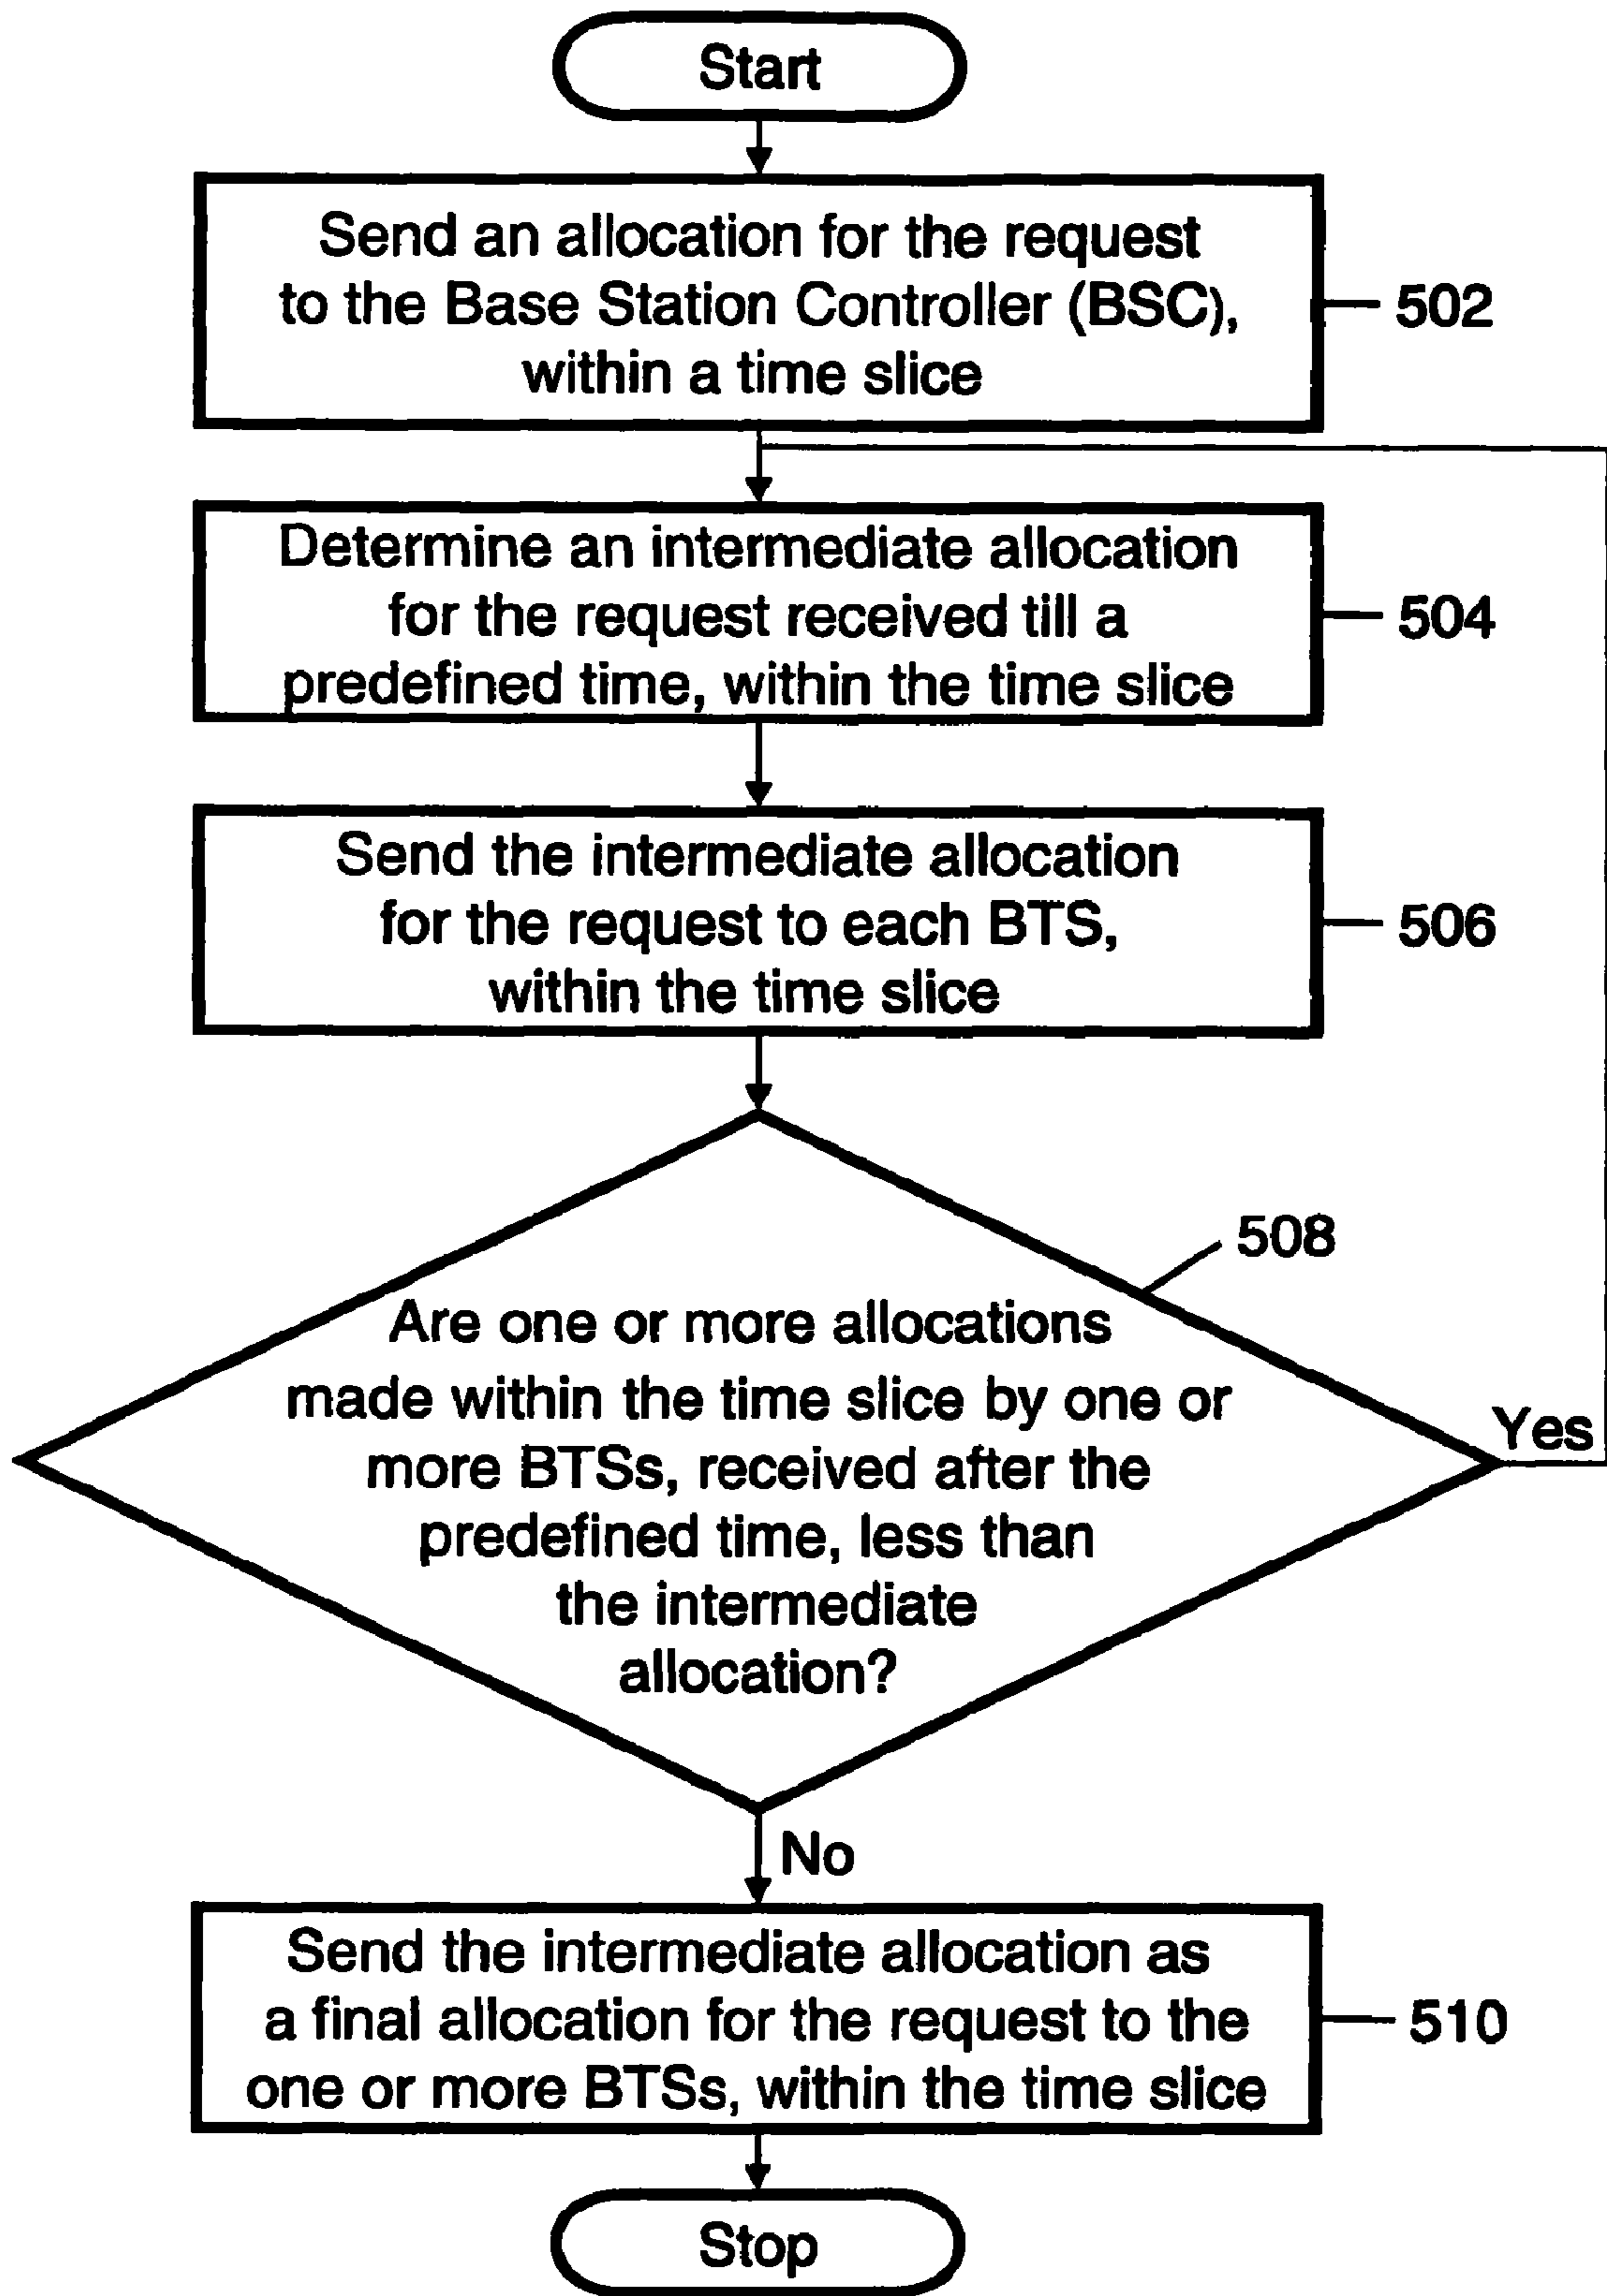 Start
Send an allocation for the request
to the Base Station Controller (BSC),
within a time slice
502
Determine an intermediate allocation
for the request received till a
predefined time, within the time slice
504
Send the intermediate allocation
for the request to each BTS,
within the time slice
506
508
Are one or more allocations
made within the time slice by one or
more BTSs, received after the
predefined time, less than
the intermediate
allocation?
Yes
No
Send the intermediate allocation as
a final allocation for the request to the
one or more BTSs, within the time slice
510
Stop